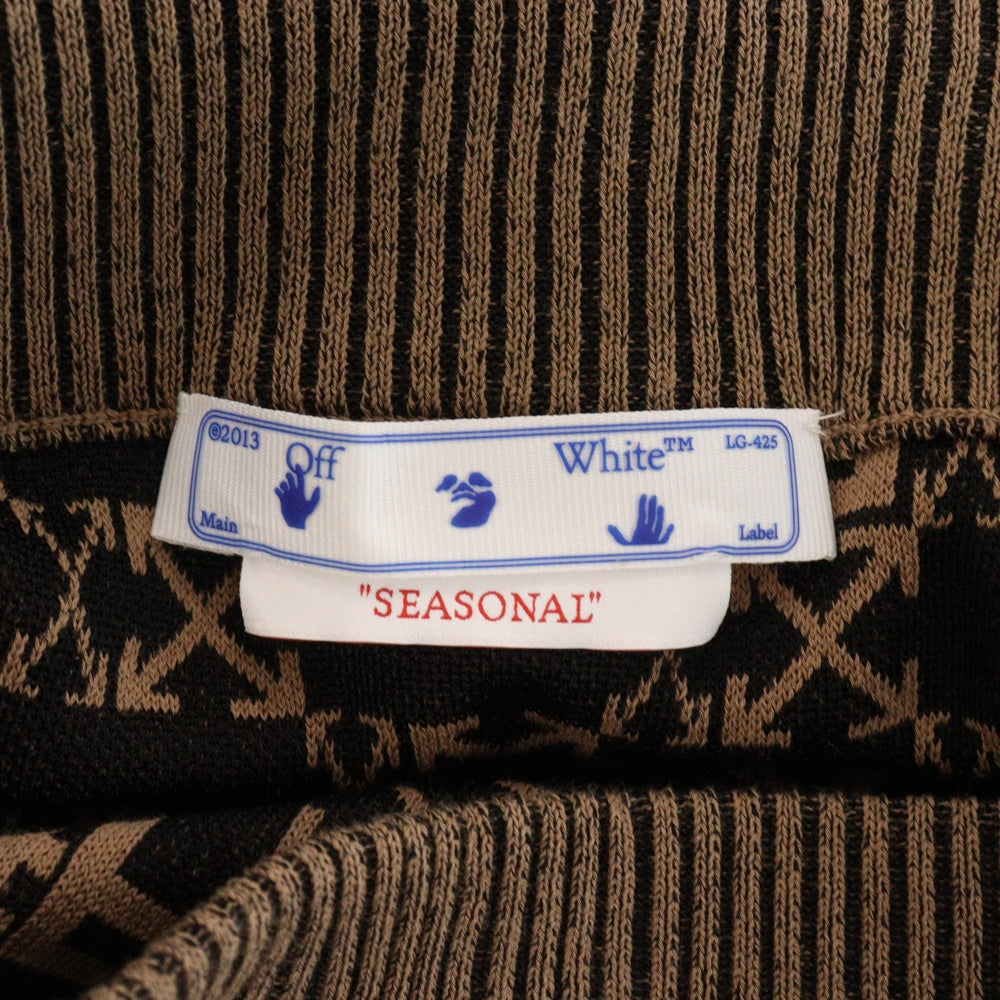 ©2013 Off White™ LG-425
Main Label
"SEASONAL"